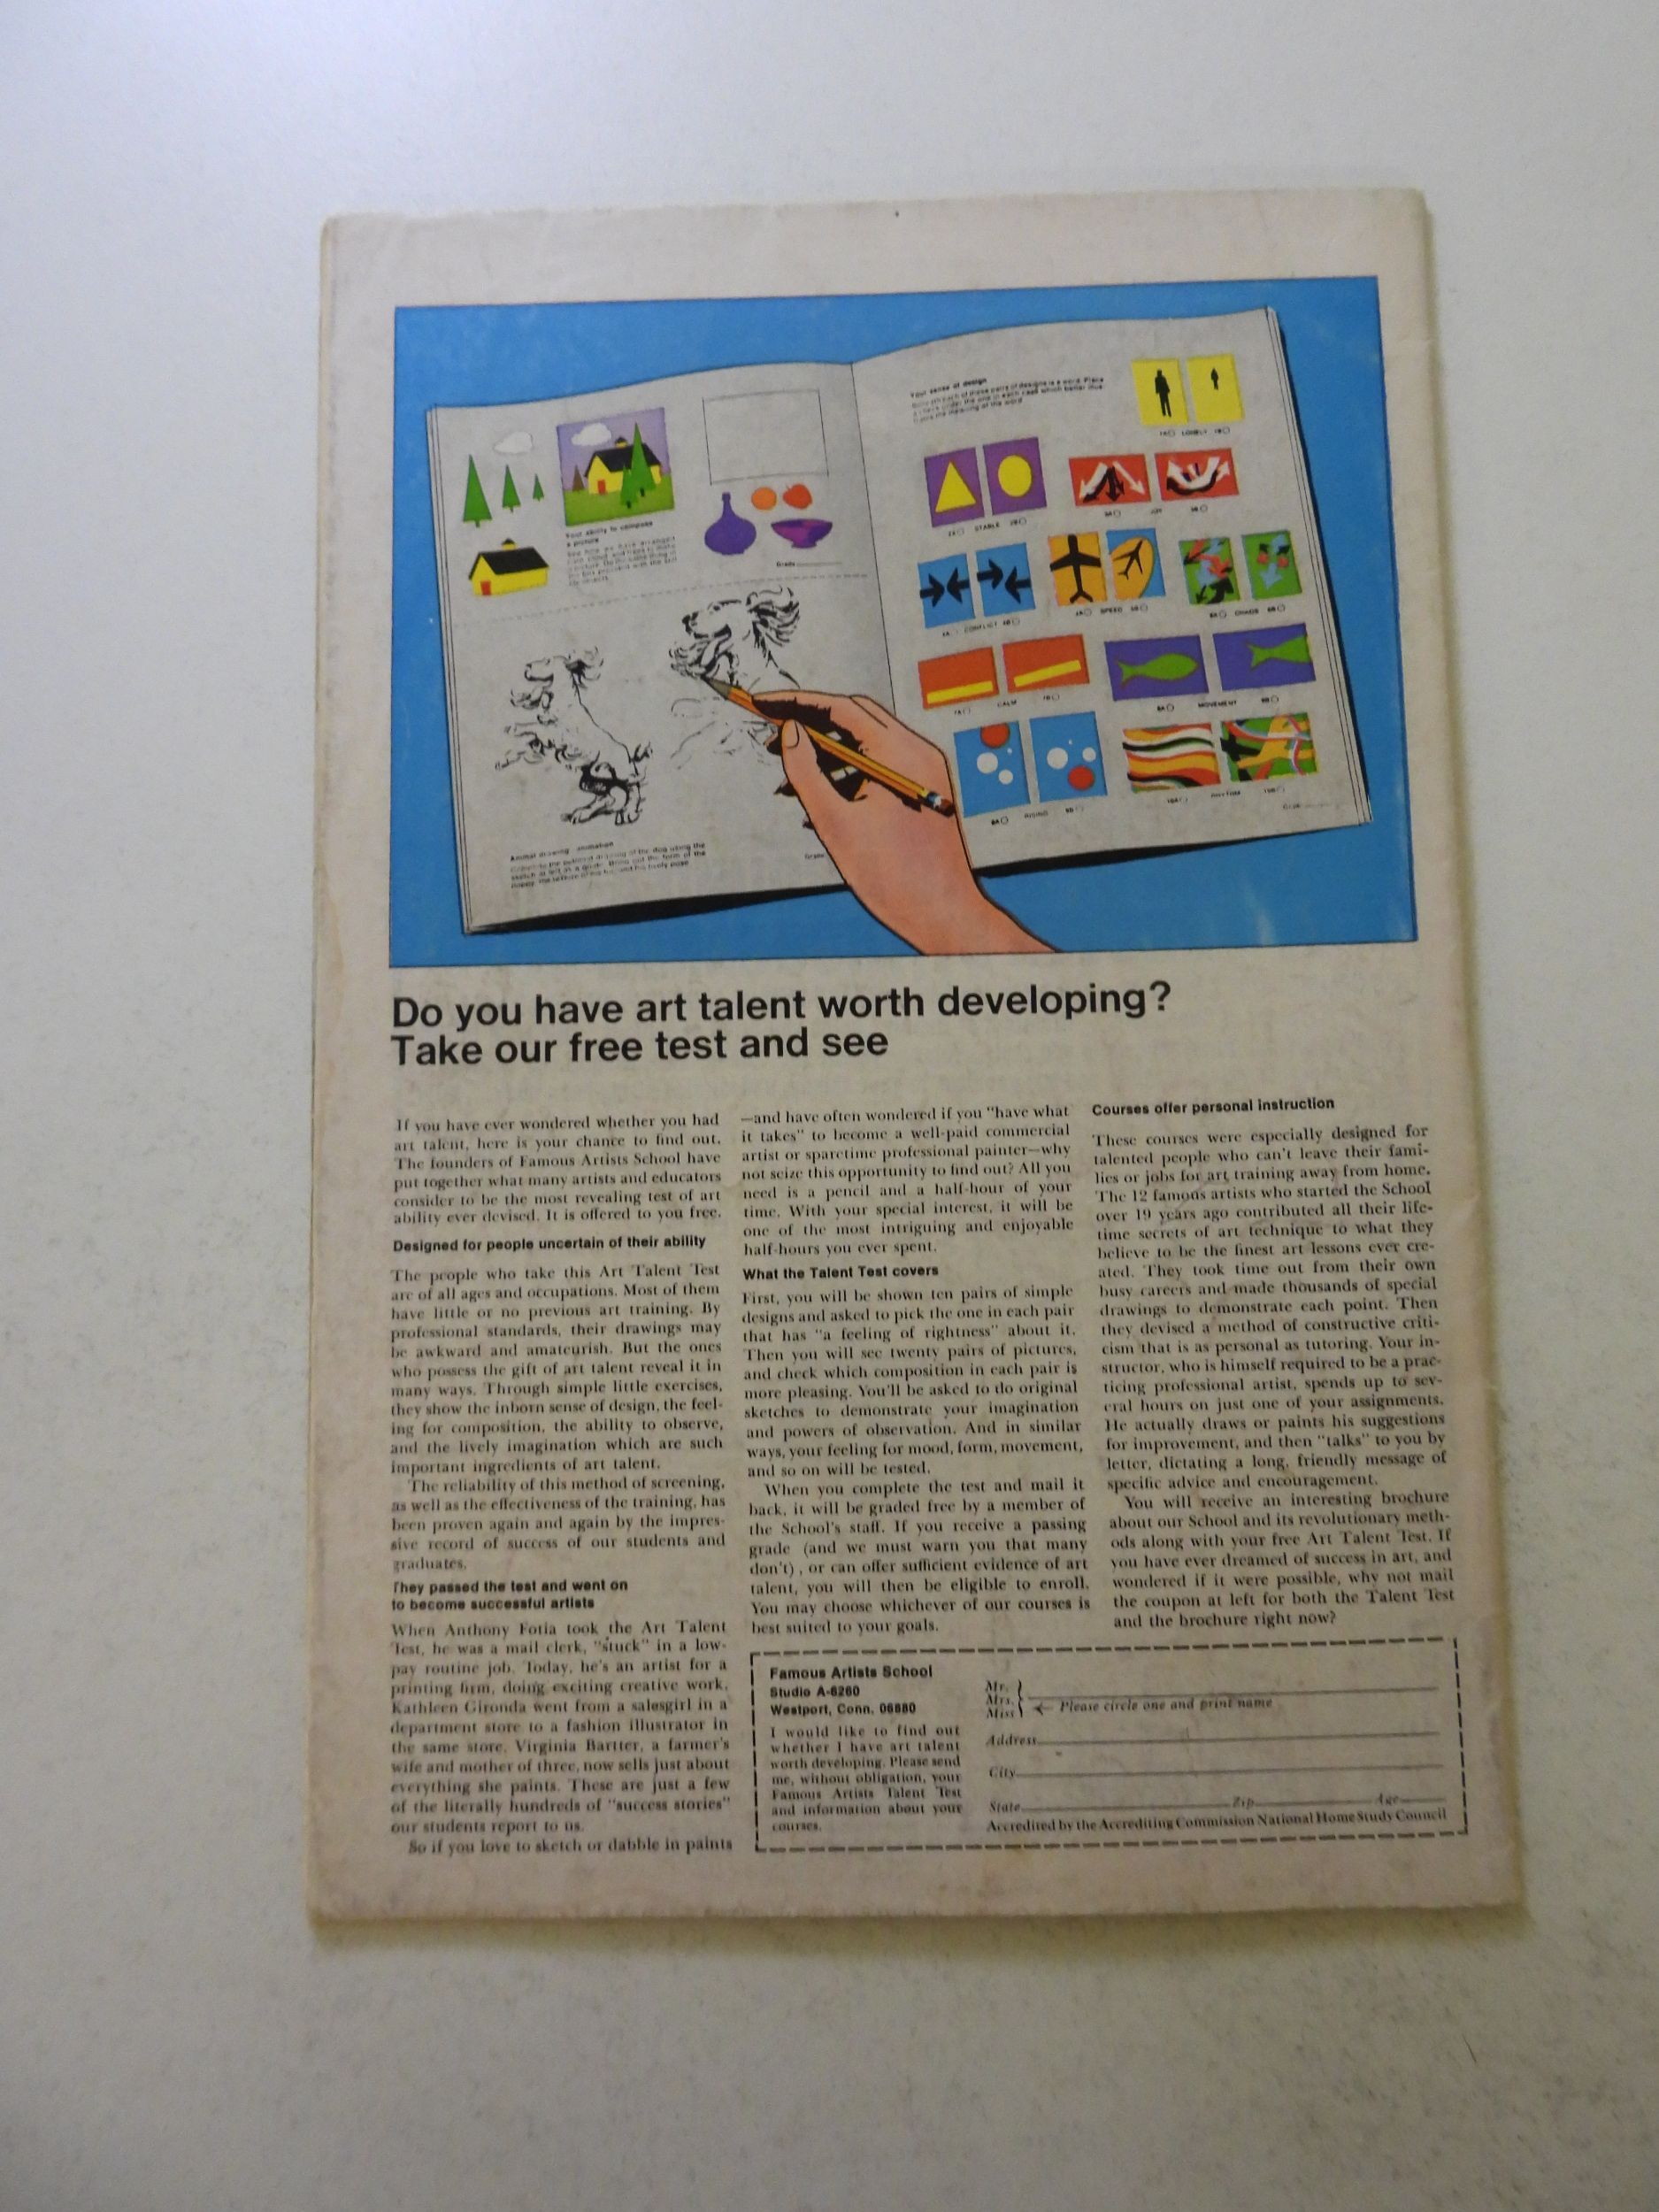 Your sense of design
LONELY
STABLE
JOY
CONFLICT
SPEED
CHAOS
CALM
MOVEMENT
RISING
RHYTHM
Your ability to compose
a picture
Grade
Animal drawing
Do you have art talent worth developing?
Take our free test and see
If you have ever wondered whether you had
art talent, here is your chance to find out.
The founders of Famous Artists School have
put together what many artists and educators
consider to be the most revealing test of art
ability ever devised. It is offered to you free.
Designed for people uncertain of their ability
The people who take this Art Talent Test
are of all ages and occupations. Most of them
have little or no previous art training. By
professional standards, their drawings may
be awkward and amateurish. But the ones
who possess the gift of art talent reveal it in
many ways. Through simple little exercises,
they show the inborn sense of design, the feel-
ing for composition, the ability to observe,
and the lively imagination which are such
important ingredients of art talent.
The reliability of this method of screening,
as well as the effectiveness of the training, has
been proven again and again by the impres-
sive record of success of our students and
graduates.
They passed the test and went on
to become successful artists
When Anthony Fotia took the Art Talent
Test, he was a mail clerk, "stuck" in a low-
pay routine job. Today, he's an artist for a
printing firm, doing exciting creative work.
Kathleen Gironda went from a salesgirl in a
department store to a fashion illustrator in
the same store. Virginia Bartter, a farmer's
wife and mother of three, now sells just about
everything she paints. These are just a few
of the literally hundreds of "success stories"
our students report to us.
So if you love to sketch or dabble in paints
—and have often wondered if you "have what
it takes" to become a well-paid commercial
artist or sparetime professional painter—why
not seize this opportunity to find out? All you
need is a pencil and a half-hour of your
time. With your special interest, it will be
one of the most intriguing and enjoyable
half-hours you ever spent.
What the Talent Test covers
First, you will be shown ten pairs of simple
designs and asked to pick the one in each pair
that has "a feeling of rightness" about it.
Then you will see twenty pairs of pictures,
and check which composition in each pair is
more pleasing. You'll be asked to do original
sketches to demonstrate your imagination
and powers of observation. And in similar
ways, your feeling for mood, form, movement,
and so on will be tested.
When you complete the test and mail it
back, it will be graded free by a member of
the School's staff. If you receive a passing
grade (and we must warn you that many
don't), or can offer sufficient evidence of art
talent, you will then be eligible to enroll.
You may choose whichever of our courses is
best suited to your goals.
Courses offer personal instruction
These courses were especially designed for
talented people who can't leave their fami-
lies or jobs for art training away from home.
The 12 famous artists who started the School
over 19 years ago contributed all their life-
time secrets of art technique to what they
believe to be the finest art lessons ever cre-
ated. They took time out from their own
busy careers and made thousands of special
drawings to demonstrate each point. Then
they devised a method of constructive criti-
cism that is as personal as tutoring. Your in-
structor, who is himself required to be a prac-
ticing professional artist, spends up to sev-
eral hours on just one of your assignments.
He actually draws or paints his suggestions
for improvement, and then "talks" to you by
letter, dictating a long, friendly message of
specific advice and encouragement.
You will receive an interesting brochure
about our School and its revolutionary meth-
ods along with your free Art Talent Test. If
you have ever dreamed of success in art, and
wondered if it were possible, why not mail
the coupon at left for both the Talent Test
and the brochure right now?
Famous Artists School
Studio A-6260
Westport, Conn. 06880
I would like to find out
whether I have art talent
worth developing. Please send
me, without obligation, your
Famous Artists Talent Test
and information about your
courses.
Mr.
Mrs.
Miss
Please circle one and print name
Address
City
State Zip Age
Accredited by the Accrediting Commission National Home Study Council